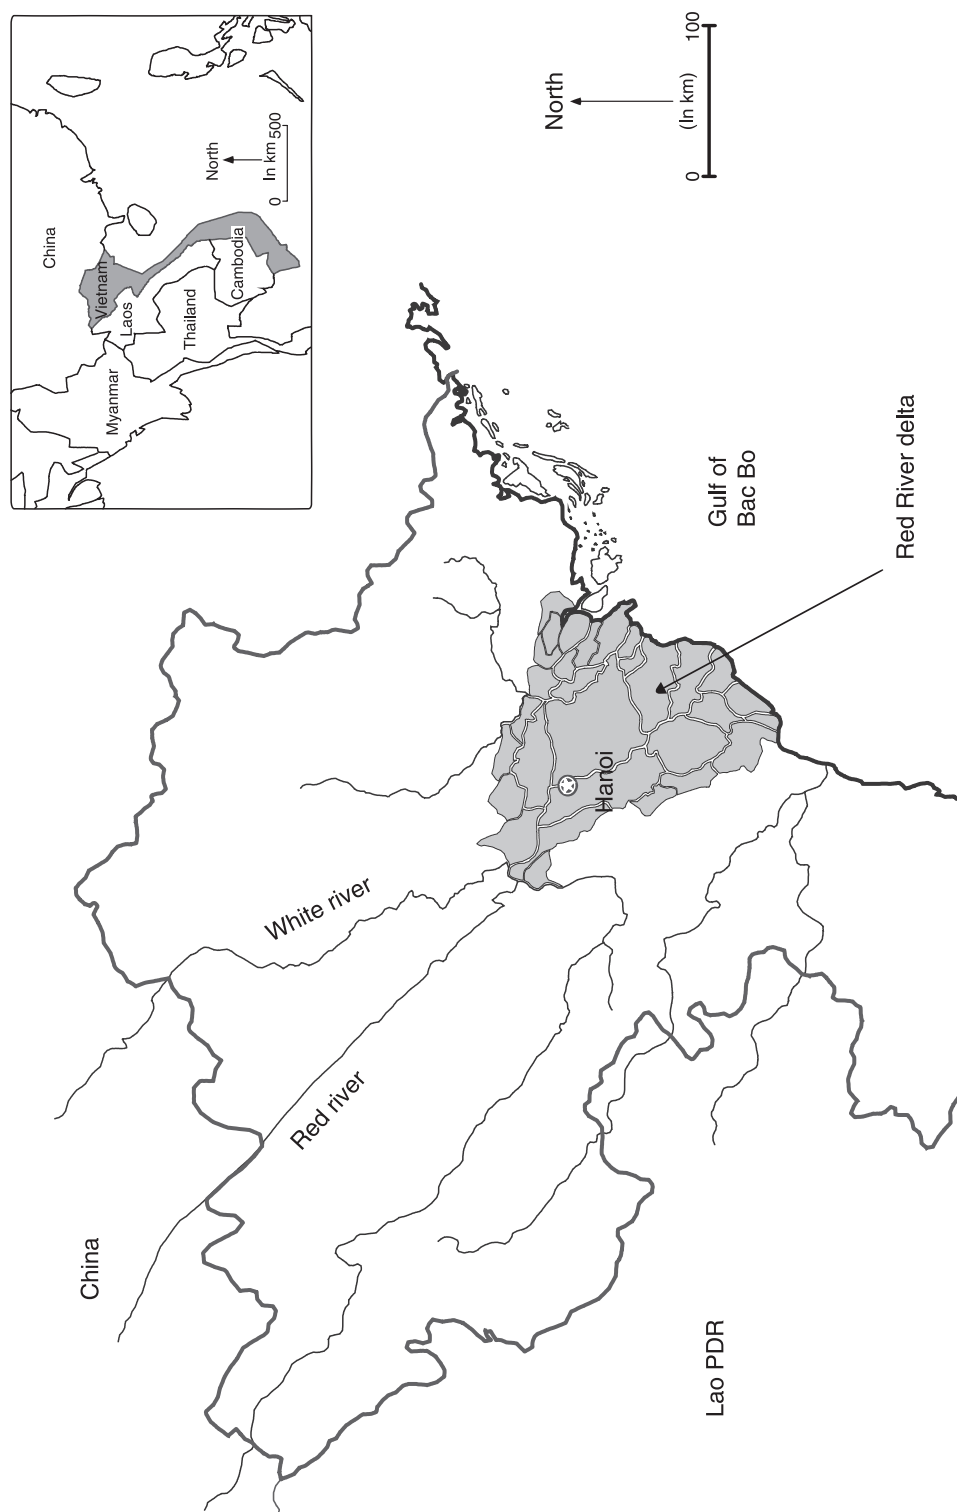 China
Vietnam
Laos
Myanmar
Thailand
Cambodia
North
In km
0
500
North
(In km)
0
100
China
White river
Red river
Hanoi
Gulf of
Bac Bo
Red River delta
Lao PDR